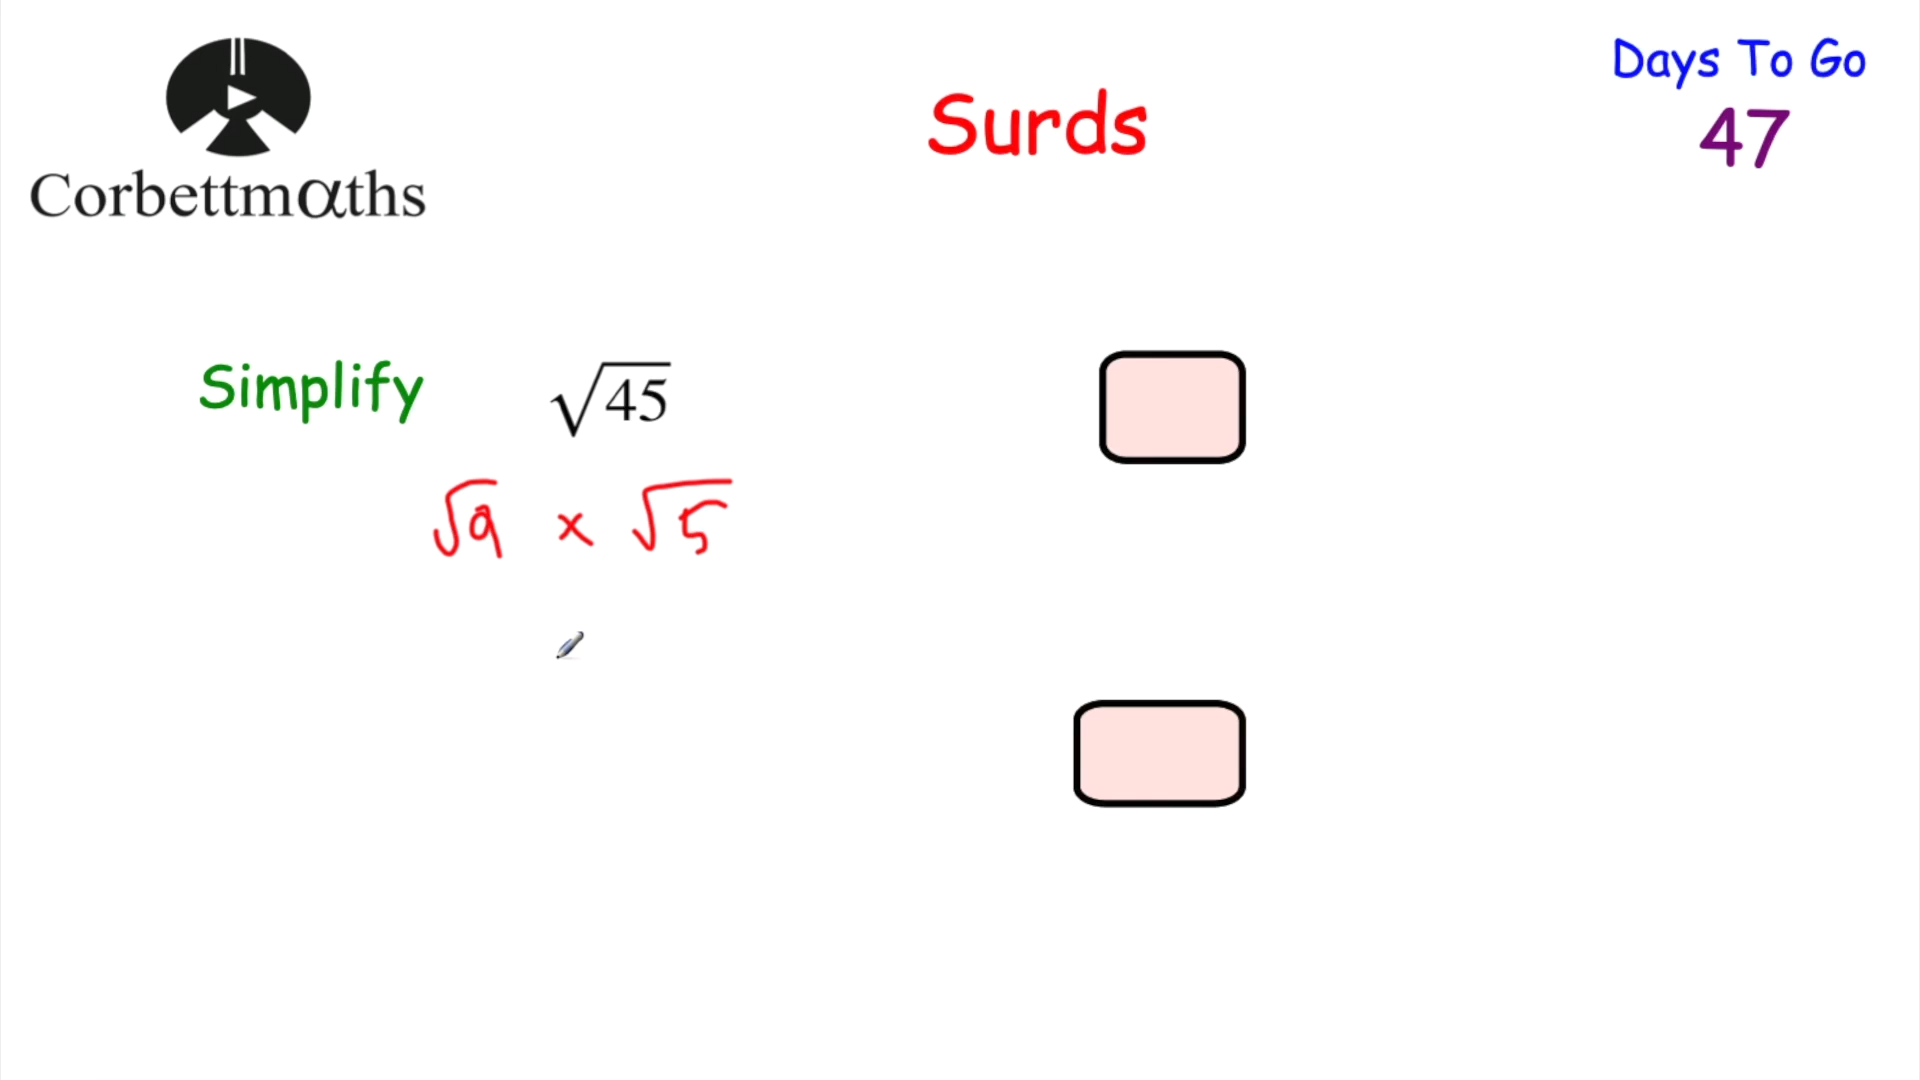 Corbettmαths
Surds
Days To Go
47
Simplify √45
√9 × √5